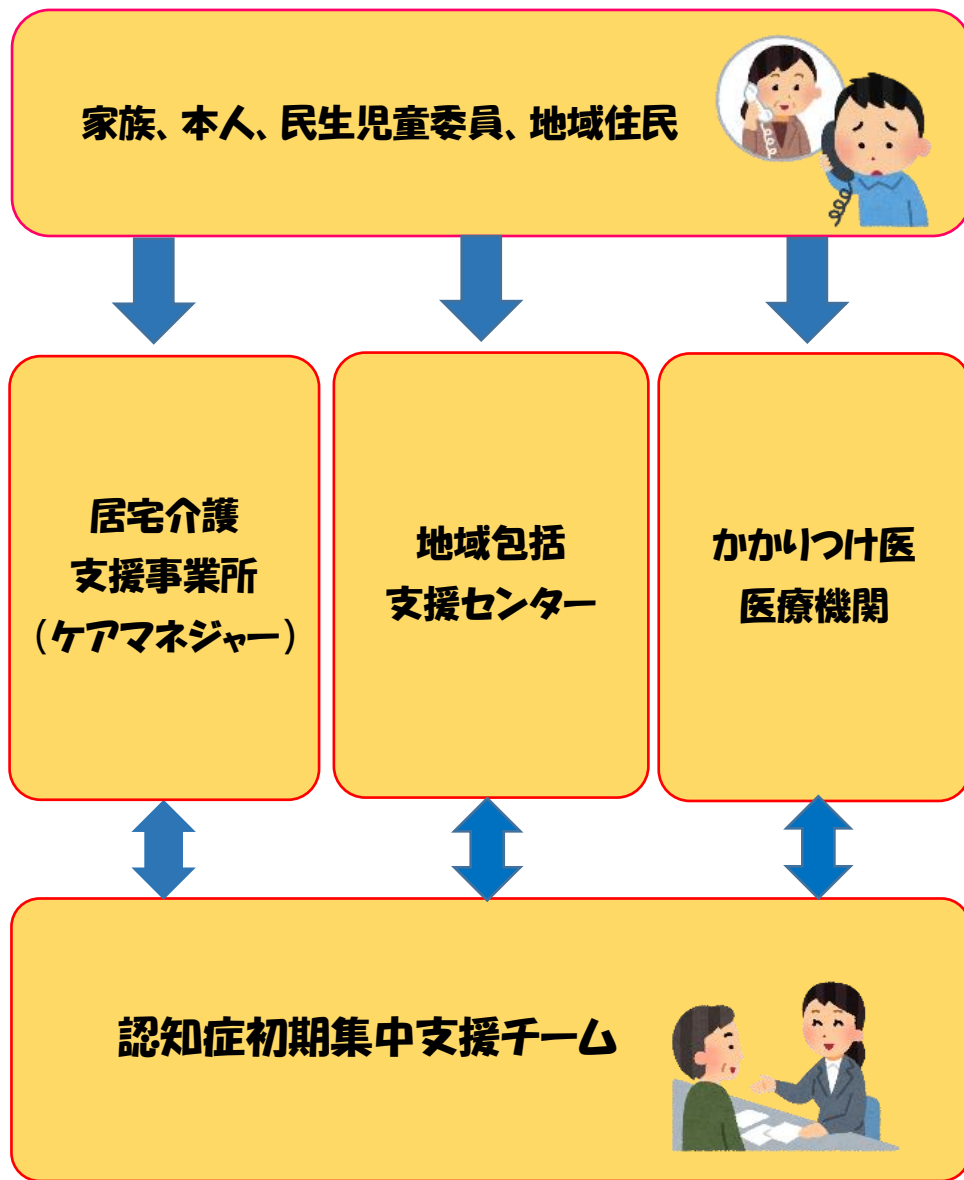 家族、本人、民生児童委員、地域住民
居宅介護
支援事業所
（ケアマネジャー）
地域包括
支援センター
かかりつけ医
医療機関
認知症初期集中支援チーム